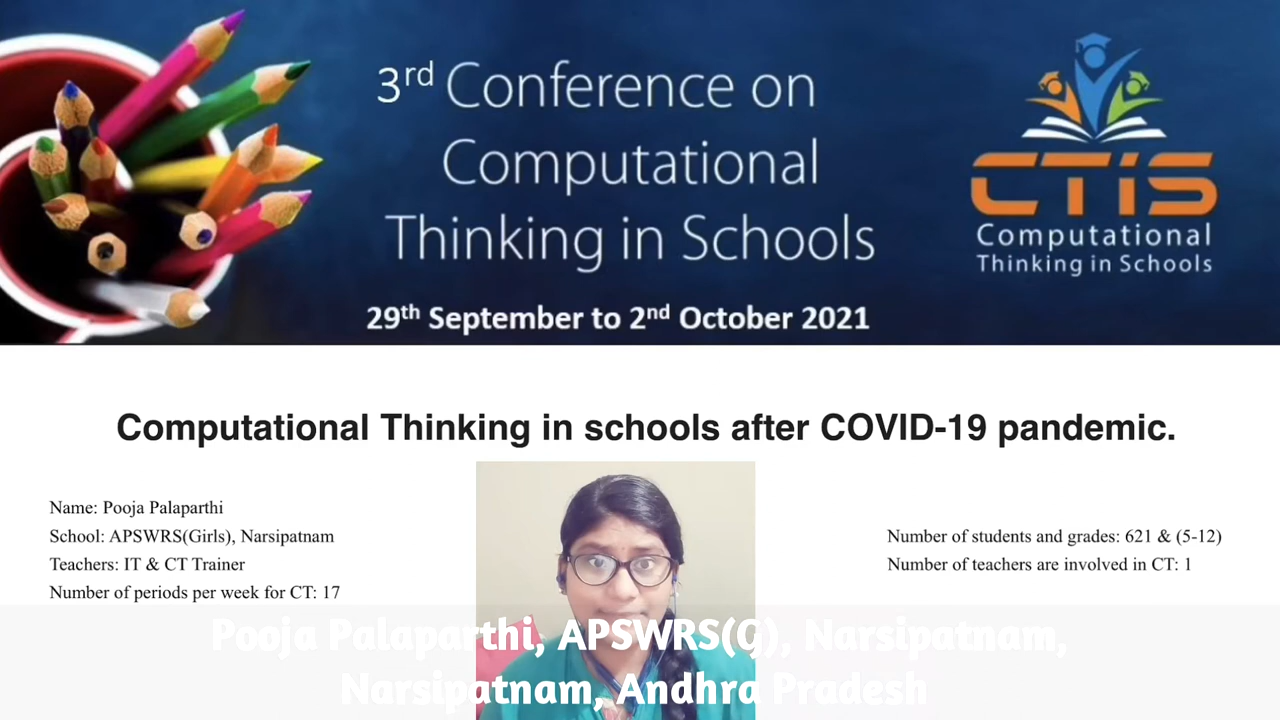 3rd Conference on
Computational
Thinking in Schools
29th September to 2nd October 2021
CTiS
Computational
Thinking in Schools
Computational Thinking in schools after COVID-19 pandemic.
Name: Pooja Palaparthi
School: APSWRS(Girls), Narsipatnam
Teachers: IT & CT Trainer
Number of periods per week for CT: 17
Number of students and grades: 621 & (5-12)
Number of teachers are involved in CT: 1
Pooja Palaparthi, APSWRS(G), Narsipatnam,
Narsipatnam, Andhra Pradesh